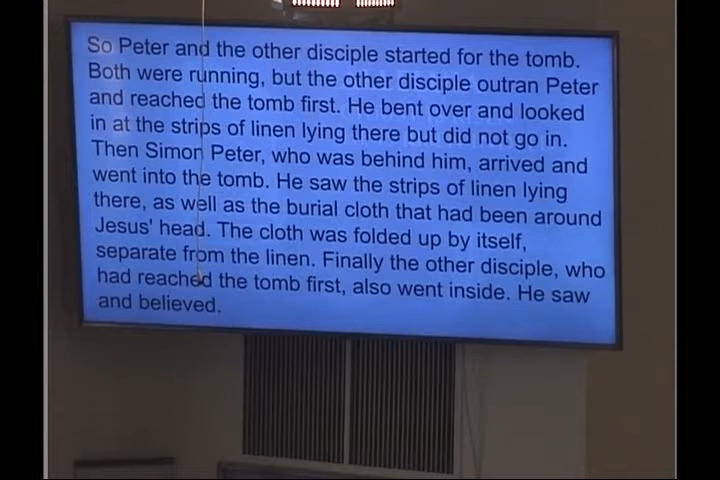 So Peter and the other disciple started for the tomb.
Both were running, but the other disciple outran Peter
and reached the tomb first. He bent over and looked
in at the strips of linen lying there but did not go in.
Then Simon Peter, who was behind him, arrived and
went into the tomb. He saw the strips of linen lying
there, as well as the burial cloth that had been around
Jesus' head. The cloth was folded up by itself,
separate from the linen. Finally the other disciple, who
had reached the tomb first, also went inside. He saw
and believed.